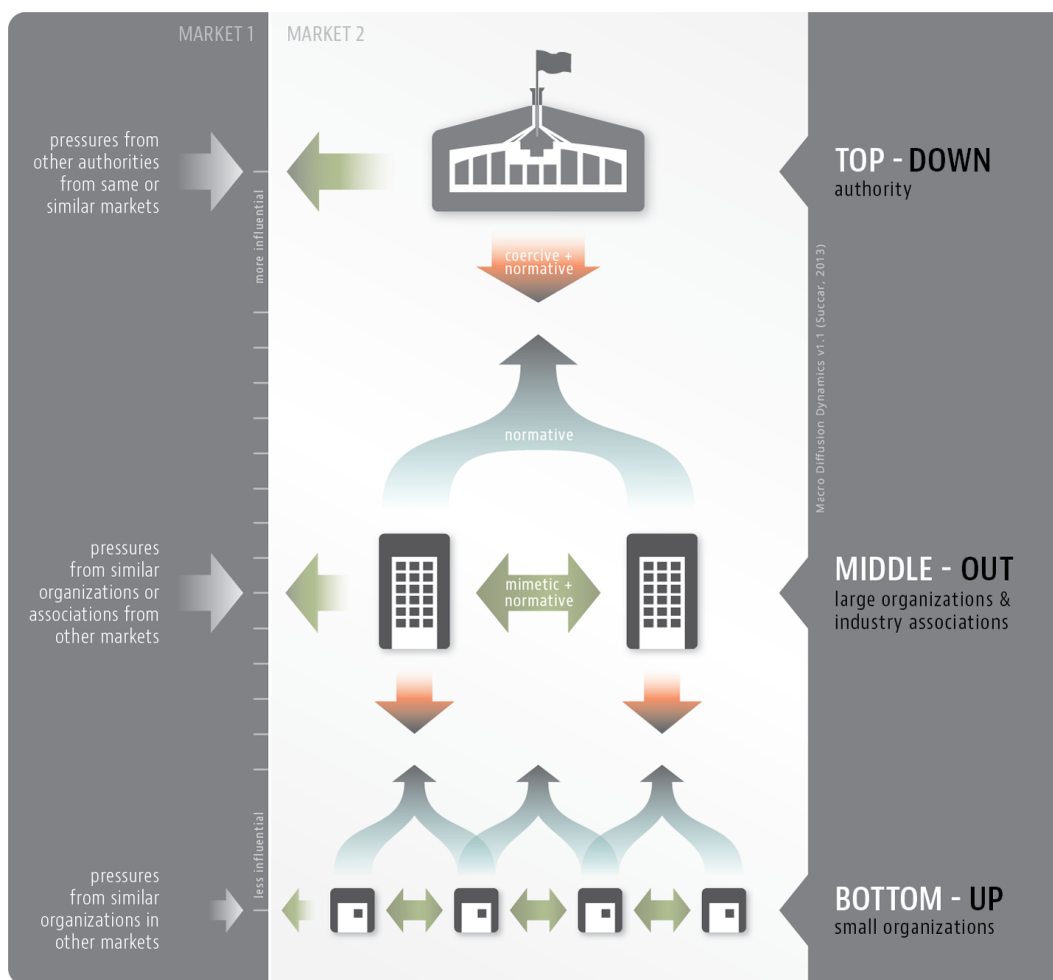 MARKET 1
MARKET 2
pressures from
other authorities
from same or
similar markets
more influential
coercive +
normative
TOP - DOWN
authority
Macro Diffusion Dynamics v1.1 (Succar, 2013)
normative
pressures
from similar
organizations or
associations from
other markets
mimetic +
normative
MIDDLE - OUT
large organizations &
industry associations
less influential
pressures
from similar
organizations in
other markets
BOTTOM - UP
small organizations